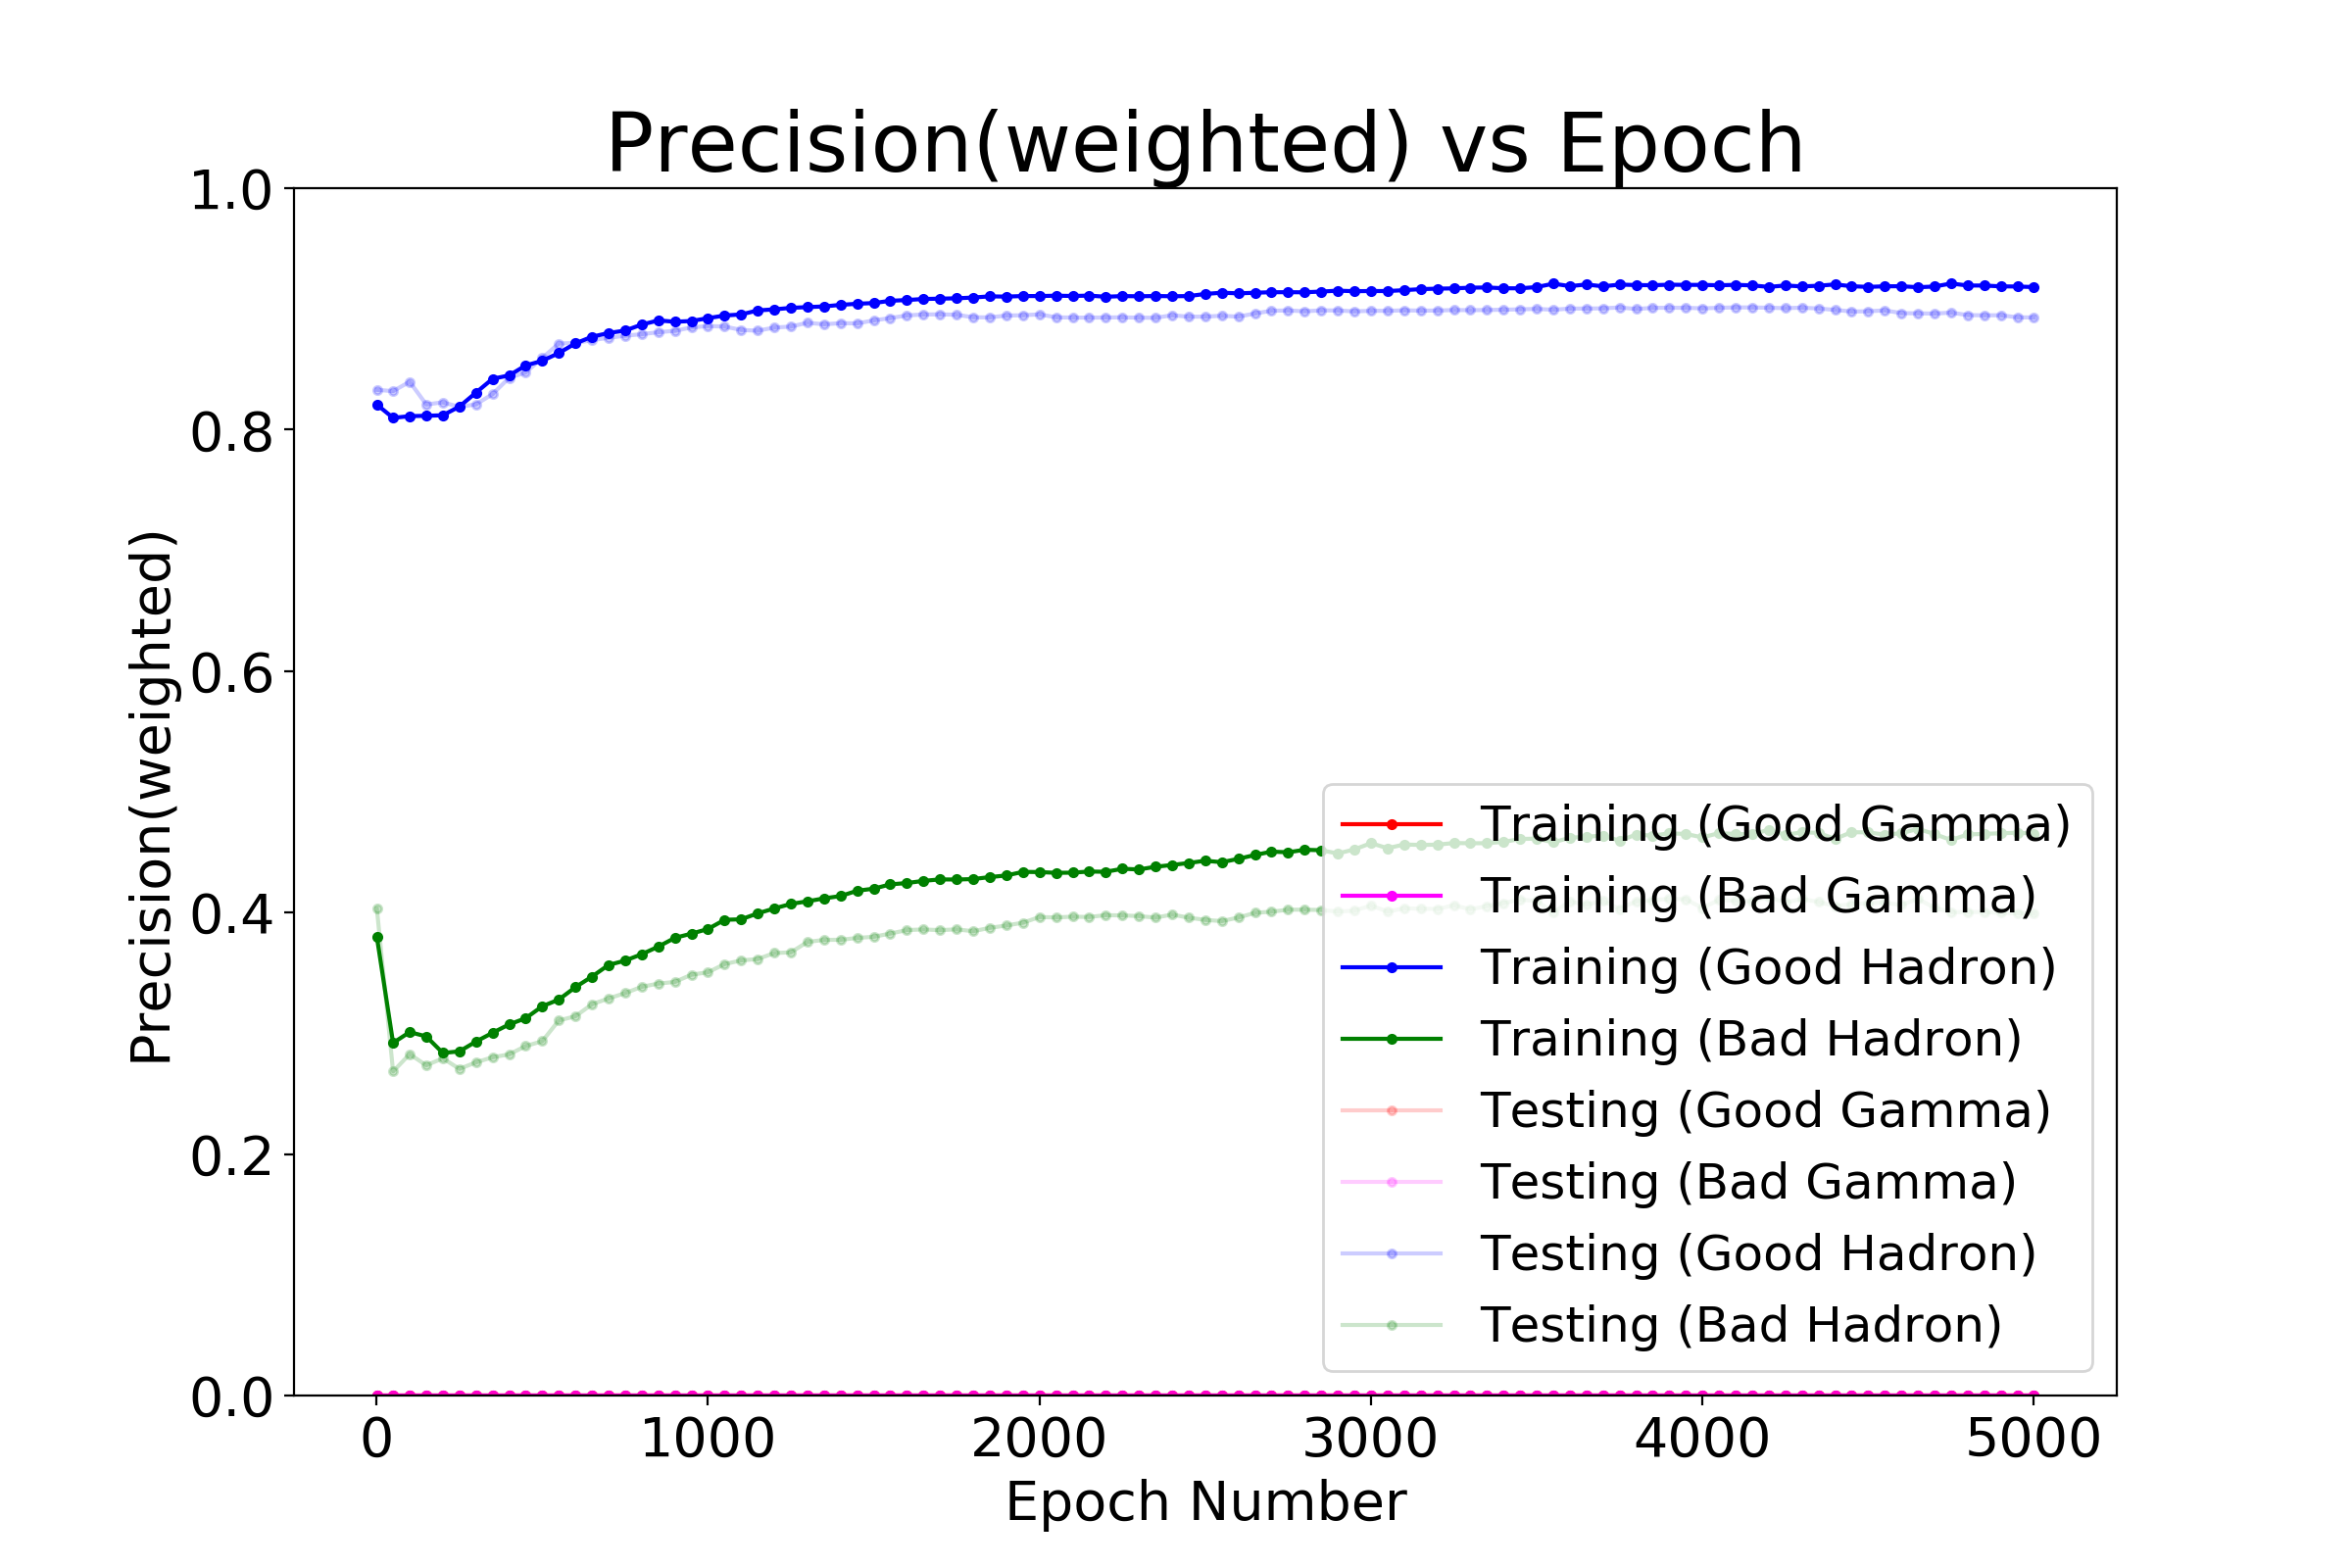 Precision(weighted) vs Epoch
1.0
0.8
0.6
0.4
0.2
0.0
Precision(weighted)
Training (Good Gamma)
Training (Bad Gamma)
Training (Good Hadron)
Training (Bad Hadron)
Testing (Good Gamma)
Testing (Bad Gamma)
Testing (Good Hadron)
Testing (Bad Hadron)
0 1000 2000 3000 4000 5000
Epoch Number